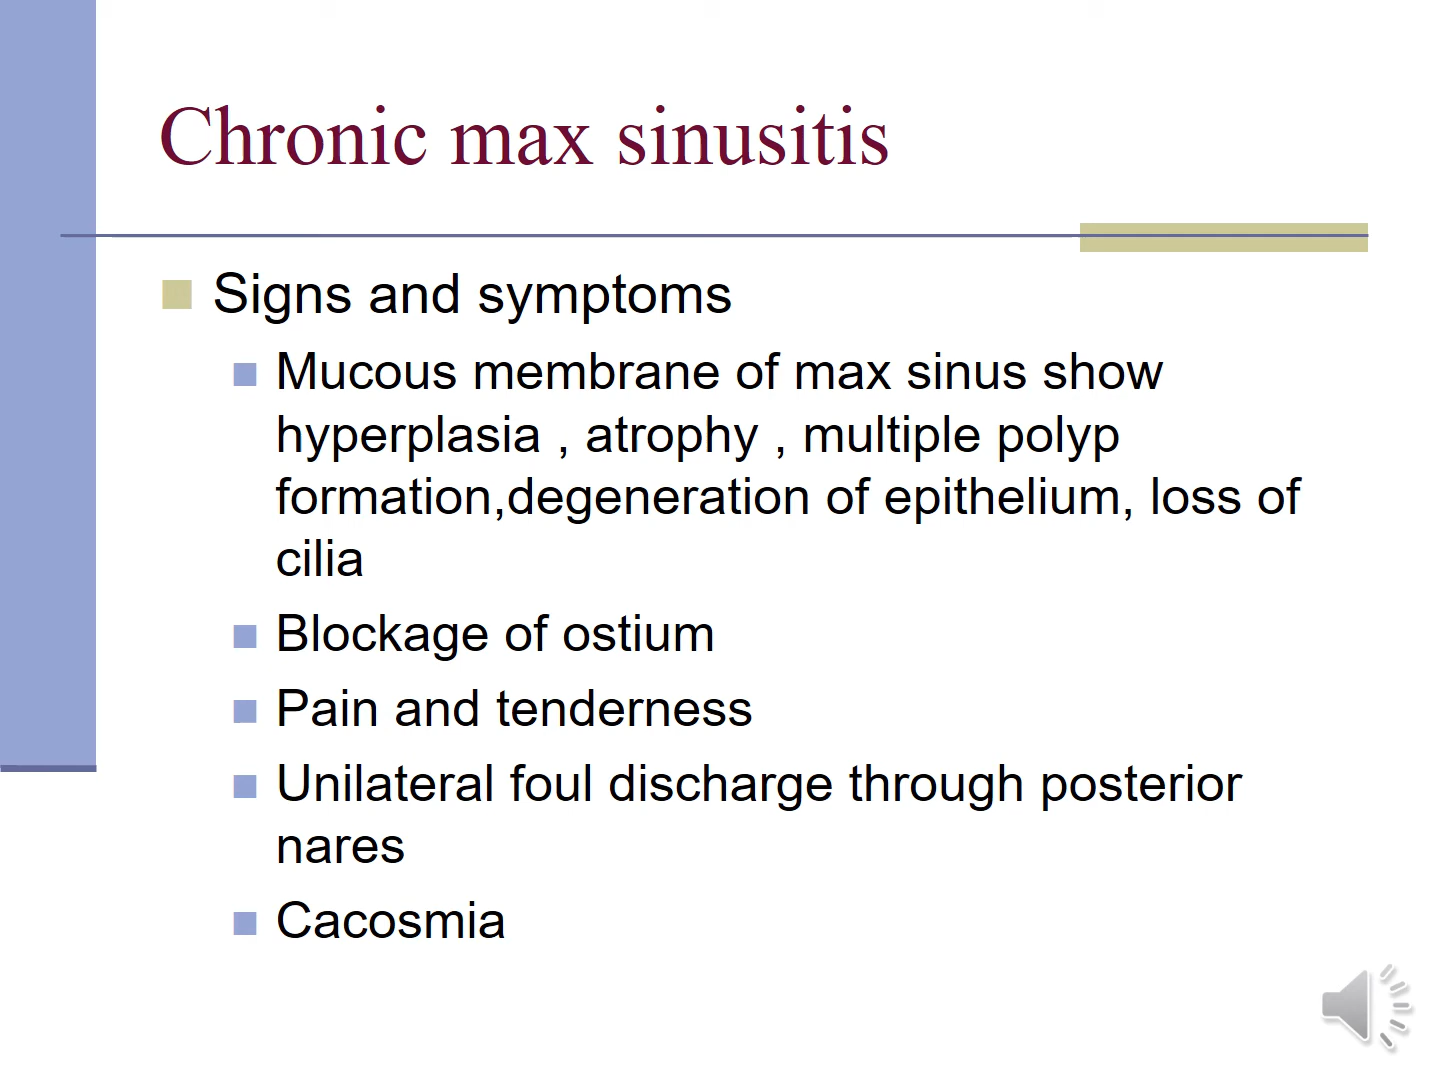 Chronic max sinusitis
Signs and symptoms
Mucous membrane of max sinus show
hyperplasia , atrophy , multiple polyp
formation,degeneration of epithelium, loss of
cilia
Blockage of ostium
Pain and tenderness
Unilateral foul discharge through posterior
nares
Cacosmia